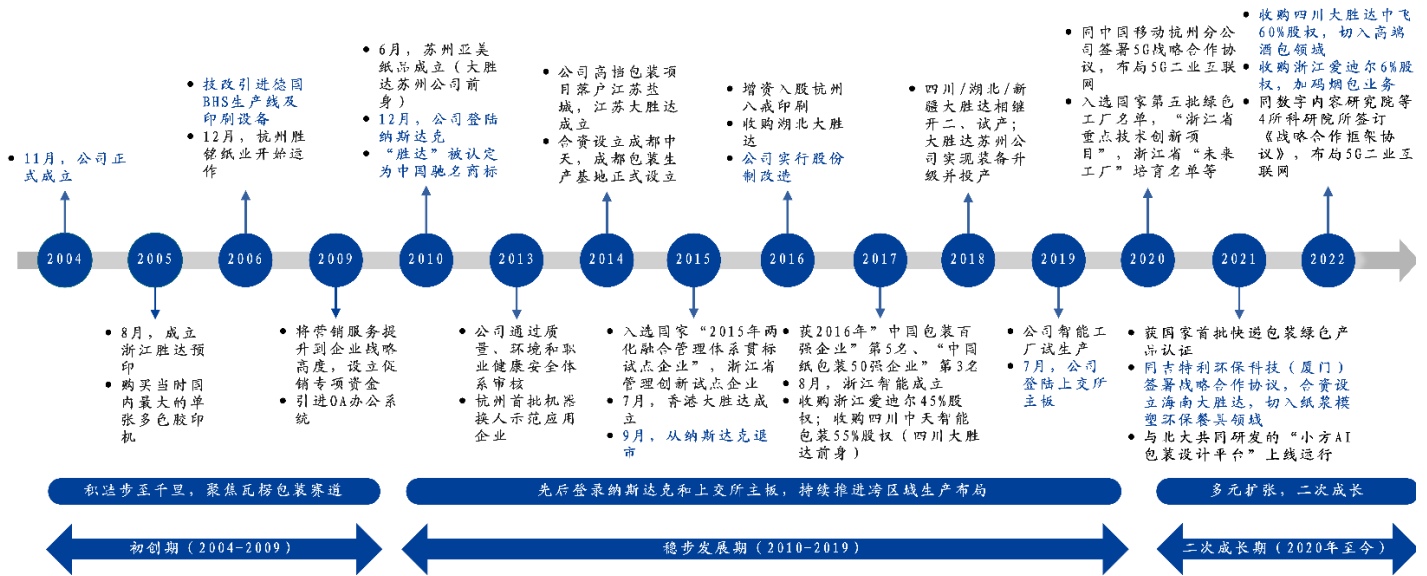 • 11月，公司正
式成立
• 技改引进德国
BHS生产线及
印刷设备
• 12月，杭州胜
铭纸业开始运
作
• 6月，苏州亚美
纸品成立（大胜
达苏州公司前
身）
• 12月，公司登陆
纳斯达克
• “胜达”被认定
为中国驰名商标
• 公司高档包装项
目落户江苏盐
城，江苏大胜达
成立
• 合资设立成都中
天，成都包装生
产基地正式设立
• 增资入股杭州
八戒印刷
• 收购湖北大胜
达
• 公司实行股份
制改造
• 四川/湖北/新
疆大胜达相继
开工、试产；
大胜达苏州公
司实现装备升
级并投产
• 同中国移动杭州分公
司签署5G战略合作协
议，布局5G工业互联
网
• 入选国家第五批绿色
工厂名单，“浙江省
重点技术创新项
目”，浙江省“未来
工厂”培育名单等
• 收购四川大胜达中飞
60%股权，切入高端
酒包领域
• 收购浙江爱迪尔6%股
权，加码烟包业务
• 同数字内容研究院等
4所科研院所签订
《战略合作框架协
议》，布局5G工业互
联网
2004 2005 2006 2009 2010 2013 2014 2015 2016 2017 2018 2019 2020 2021 2022
• 8月，成立
浙江胜达预
印
• 购买当时国
内最大的单
张多色胶印
机
• 将营销服务提
升到企业战略
高度，设立促
销专项资金
• 引进OA办公系
统
• 公司通过质
量、环境和职
业健康安全体
系审核
• 杭州首批机器
换人示范应用
企业
• 入选国家“2015年两
化融合管理体系贯标
试点企业”，浙江省
管理创新试点企业
• 7月，香港大胜达成
立
• 9月，从纳斯达克退
市
• 获2016年”中国包装百
强企业”第5名、“中国
纸包装50强企业”第3名
• 8月，浙江智能成立
• 收购浙江爱迪尔45%股
权；收购四川中天智能
包装55%股权（四川大胜
达前身）
• 公司智能工
厂试生产
• 7月，公司
登陆上交所
主板
• 获国家首批快递包装绿色产
品认证
• 同吉特利环保科技（厦门）
签署战略合作协议，合资设
立海南大胜达，切入纸浆模
塑环保餐具领域
• 与北大共同研发的“小方AI
包装设计平台”上线运行
积跬步至千里，聚焦瓦楞包装赛道
先后登录纳斯达克和上交所主板，持续推进跨区域生产布局
多元扩张，二次成长
初创期（2004-2009）
稳步发展期（2010-2019）
二次成长期（2020年至今）